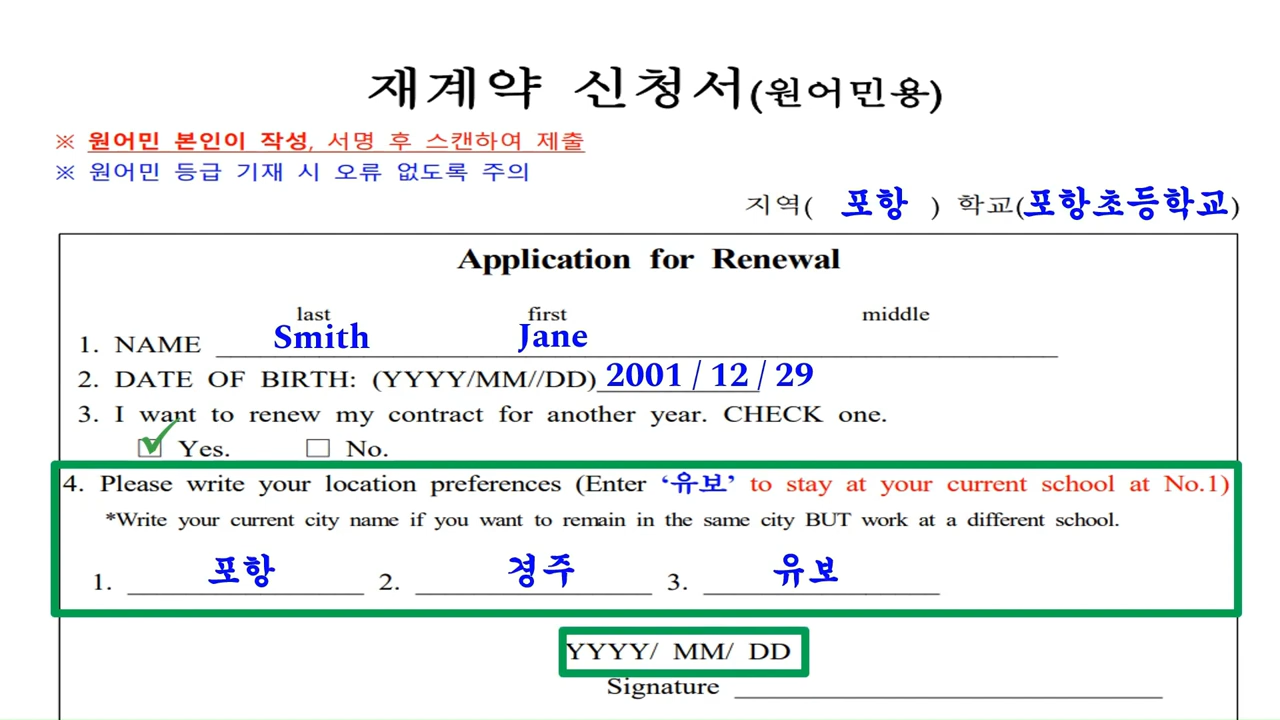 재계약 신청서(원어민용)
※ 원어민 본인이 작성, 서명 후 스캔하여 제출
※ 원어민 등급 기재 시 오류 없도록 주의
지역( 포항 ) 학교(포항초등학교)
Application for Renewal
last first middle
1. NAME Smith Jane
2. DATE OF BIRTH: (YYYY/MM//DD) 2001 / 12 / 29
3. I want to renew my contract for another year. CHECK one.
✓ Yes. □ No.
4. Please write your location preferences (Enter ‘유보’ to stay at your current school at No.1)
*Write your current city name if you want to remain in the same city BUT work at a different school.
1. 포항 2. 경주 3. 유보
YYYY/ MM/ DD
Signature